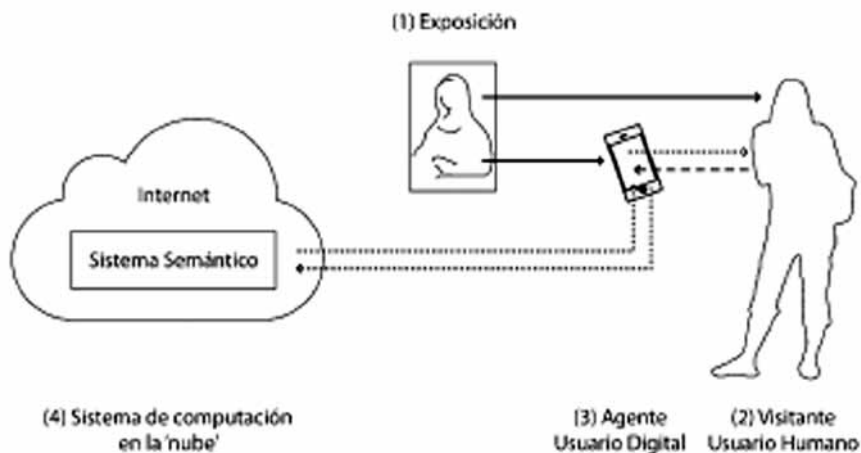 (1) Exposición
Internet
Sistema Semántico
(4) Sistema de computación
en la 'nube'
(3) Agente
Usuario Digital
(2) Visitante
Usuario Humano